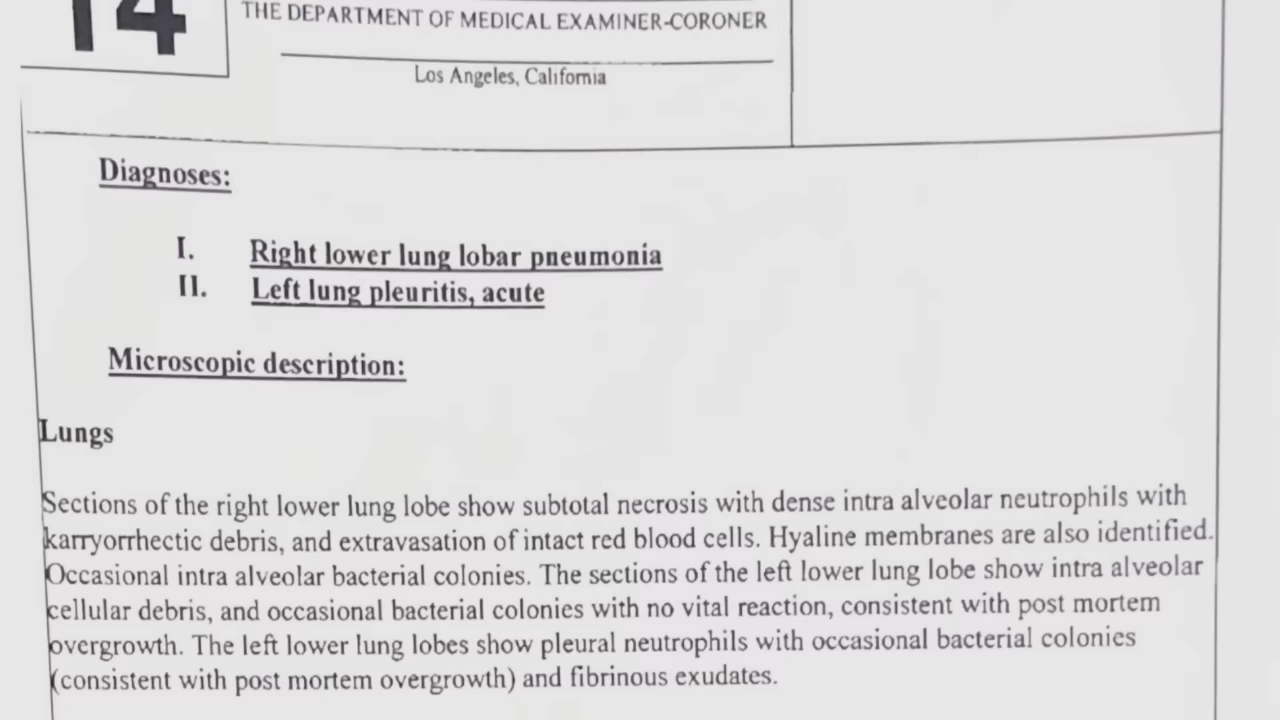 14
THE DEPARTMENT OF MEDICAL EXAMINER-CORONER
Los Angeles, California
Diagnoses:
I. Right lower lung lobar pneumonia
II. Left lung pleuritis, acute
Microscopic description:
Lungs
Sections of the right lower lung lobe show subtotal necrosis with dense intra alveolar neutrophils with
karryorrhectic debris, and extravasation of intact red blood cells. Hyaline membranes are also identified.
Occasional intra alveolar bacterial colonies. The sections of the left lower lung lobe show intra alveolar
cellular debris, and occasional bacterial colonies with no vital reaction, consistent with post mortem
overgrowth. The left lower lung lobes show pleural neutrophils with occasional bacterial colonies
(consistent with post mortem overgrowth) and fibrinous exudates.